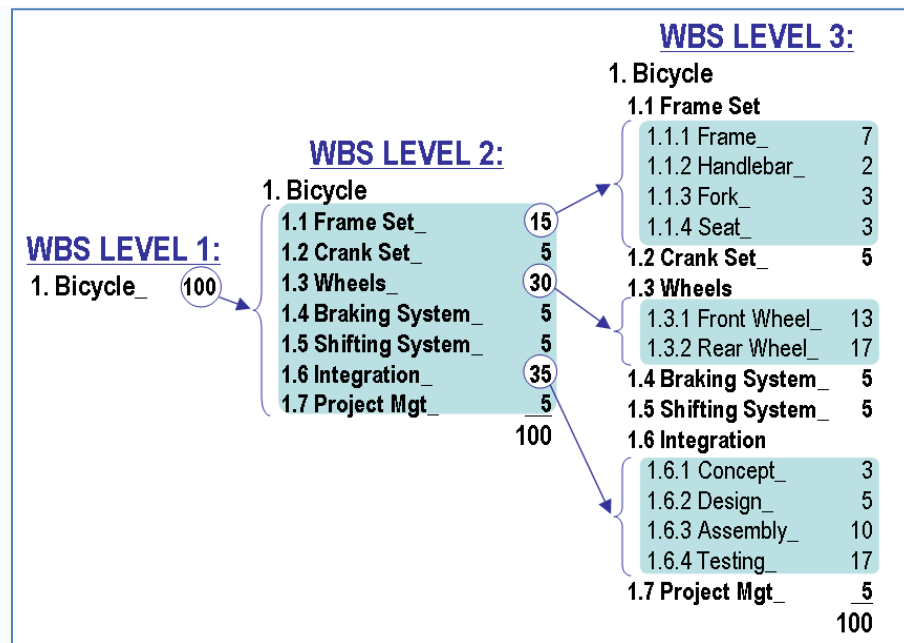 WBS LEVEL 1:
1. Bicycle_ 100
WBS LEVEL 2:
1. Bicycle
1.1 Frame Set_ 15
1.2 Crank Set_ 5
1.3 Wheels_ 30
1.4 Braking System_ 5
1.5 Shifting System_ 5
1.6 Integration_ 35
1.7 Project Mgt_ 5
100
WBS LEVEL 3:
1. Bicycle
1.1 Frame Set
1.1.1 Frame_ 7
1.1.2 Handlebar_ 2
1.1.3 Fork_ 3
1.1.4 Seat_ 3
1.2 Crank Set_ 5
1.3 Wheels
1.3.1 Front Wheel_ 13
1.3.2 Rear Wheel_ 17
1.4 Braking System_ 5
1.5 Shifting System_ 5
1.6 Integration
1.6.1 Concept_ 3
1.6.2 Design_ 5
1.6.3 Assembly_ 10
1.6.4 Testing_ 17
1.7 Project Mgt_ 5
100